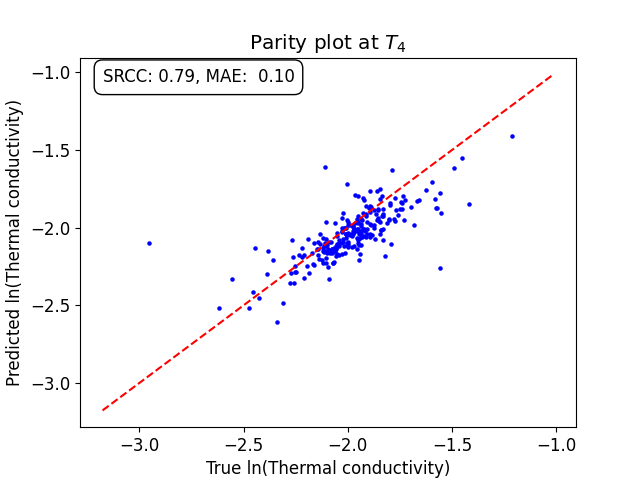 Parity plot at T₄
SRCC: 0.79, MAE:  0.10
Predicted ln(Thermal conductivity)
−1.0
−1.5
−2.0
−2.5
−3.0
−3.0 −2.5 −2.0 −1.5 −1.0
True ln(Thermal conductivity)